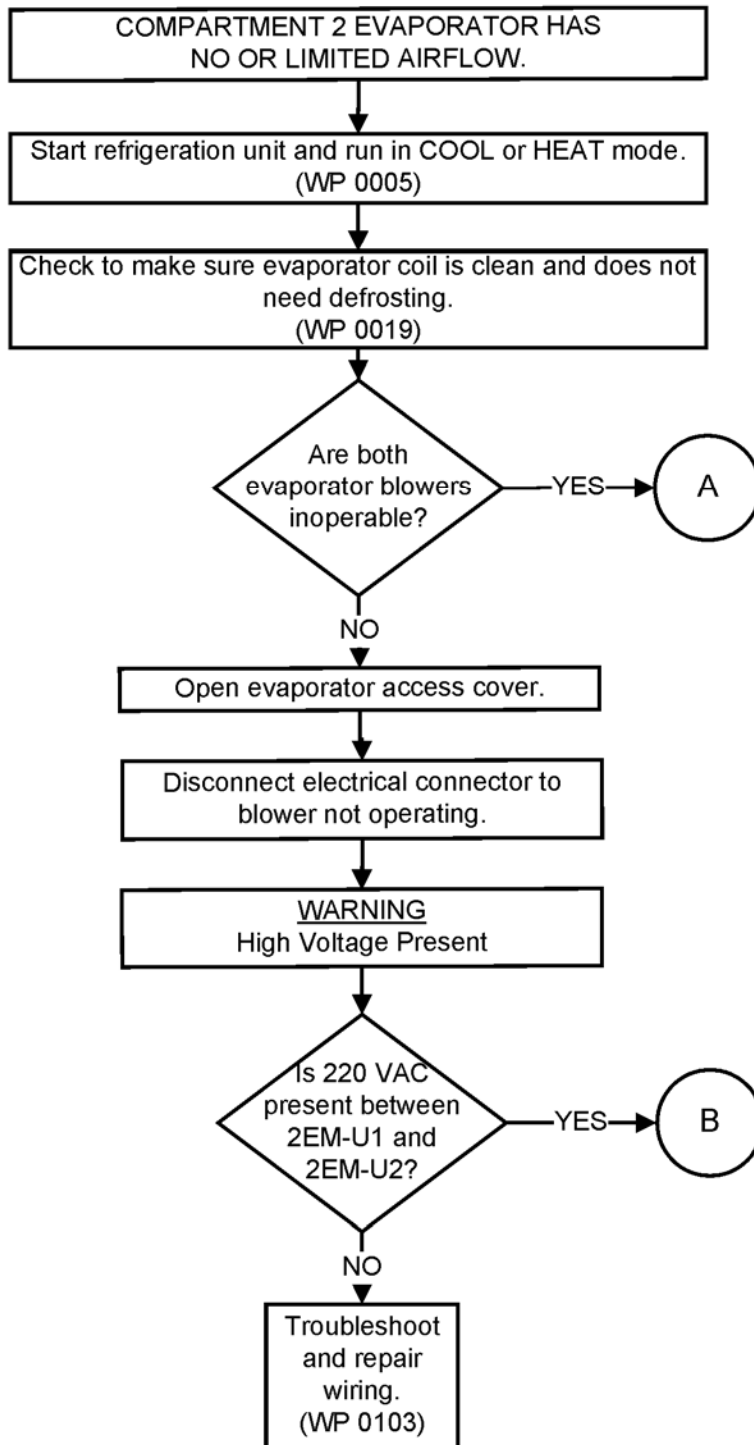 COMPARTMENT 2 EVAPORATOR HAS
NO OR LIMITED AIRFLOW.
Start refrigeration unit and run in COOL or HEAT mode.
(WP 0005)
Check to make sure evaporator coil is clean and does not
need defrosting.
(WP 0019)
Are both
evaporator blowers
inoperable?
YES
A
NO
Open evaporator access cover.
Disconnect electrical connector to
blower not operating.
WARNING
High Voltage Present
Is 220 VAC
present between
2EM-U1 and
2EM-U2?
YES
B
NO
Troubleshoot
and repair
wiring.
(WP 0103)